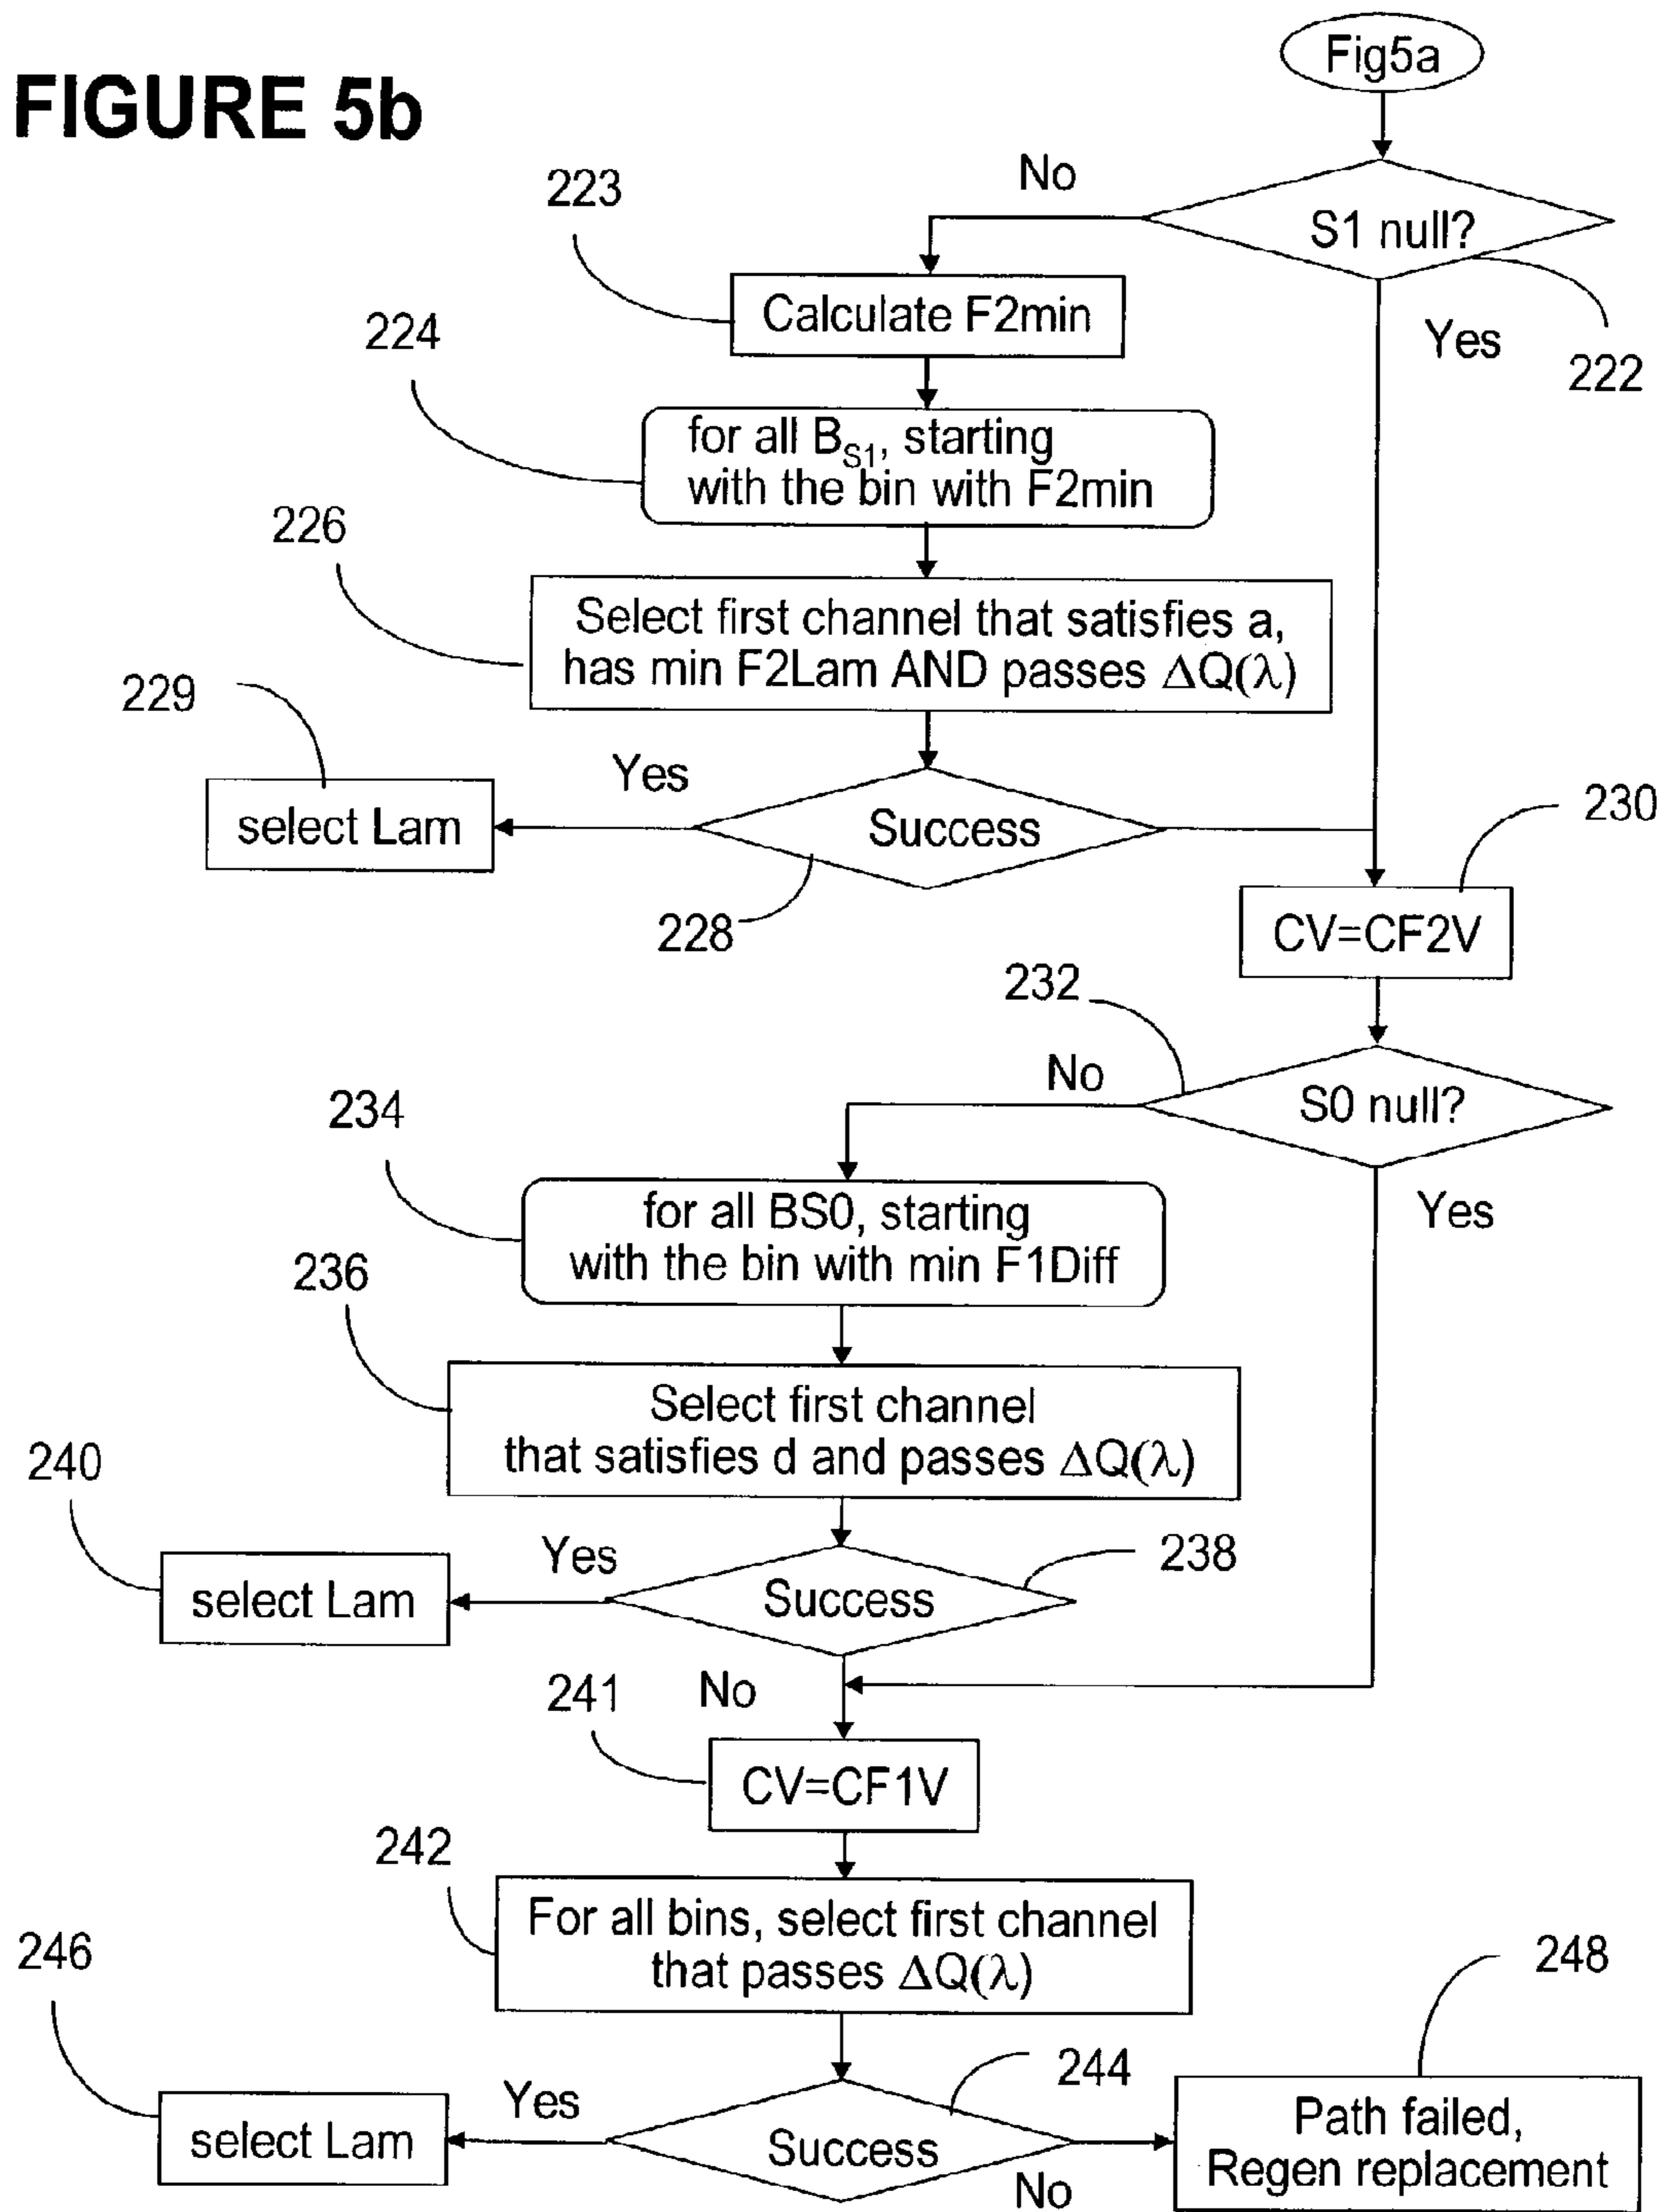 FIGURE 5b
Fig5a
No
223
S1 null?
Calculate F2min
224
Yes
222
for all BS1, starting
with the bin with F2min
226
Select first channel that satisfies a,
has min F2Lam AND passes ΔQ(λ)
229
Yes
select Lam
Success
230
228
CV=CF2V
232
No
S0 null?
234
Yes
for all BS0, starting
with the bin with min F1Diff
236
Select first channel
that satisfies d and passes ΔQ(λ)
240
Yes
238
select Lam
Success
241
No
CV=CF1V
242
For all bins, select first channel
that passes ΔQ(λ)
246
248
244
Yes
select Lam
Success
No
Path failed,
Regen replacement